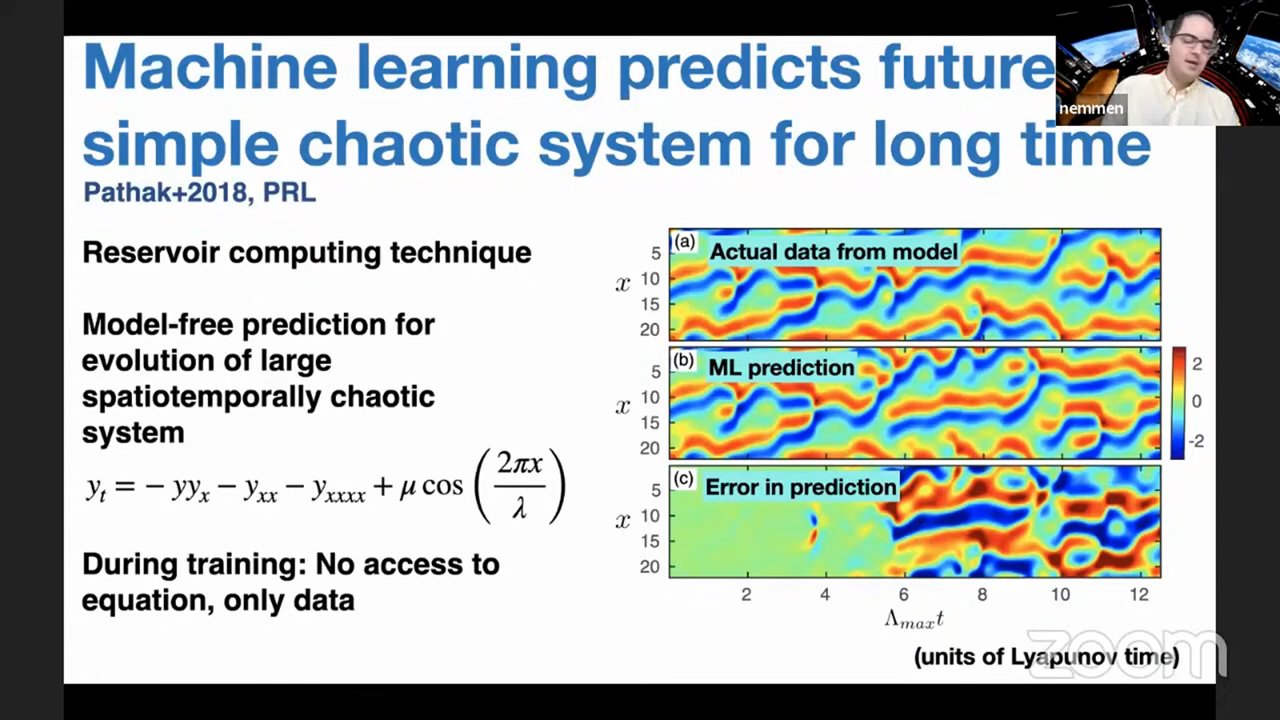 Machine learning predicts future
simple chaotic system for long time
nemmen
Pathak+2018, PRL
Reservoir computing technique
Model-free prediction for
evolution of large
spatiotemporally chaotic
system
y_t = − yy_x − y_xx − y_xxxx + μ cos (2πx/λ)
During training: No access to
equation, only data
(a) Actual data from model
x
5
10
15
20
(b) ML prediction
x
5
10
15
20
2
0
-2
(c) Error in prediction
x
5
10
15
20
2 4 6 8 10 12
Λ_max t
(units of Lyapunov time)
zoom